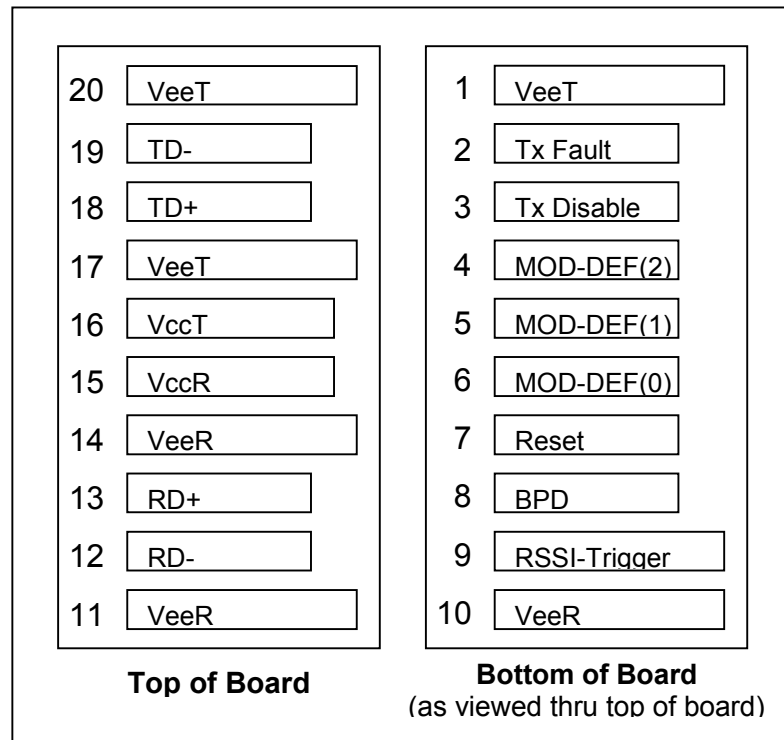 20 VeeT
19 TD-
18 TD+
17 VeeT
16 VccT
15 VccR
14 VeeR
13 RD+
12 RD-
11 VeeR
Top of Board
1 VeeT
2 Tx Fault
3 Tx Disable
4 MOD-DEF(2)
5 MOD-DEF(1)
6 MOD-DEF(0)
7 Reset
8 BPD
9 RSSI-Trigger
10 VeeR
Bottom of Board
(as viewed thru top of board)